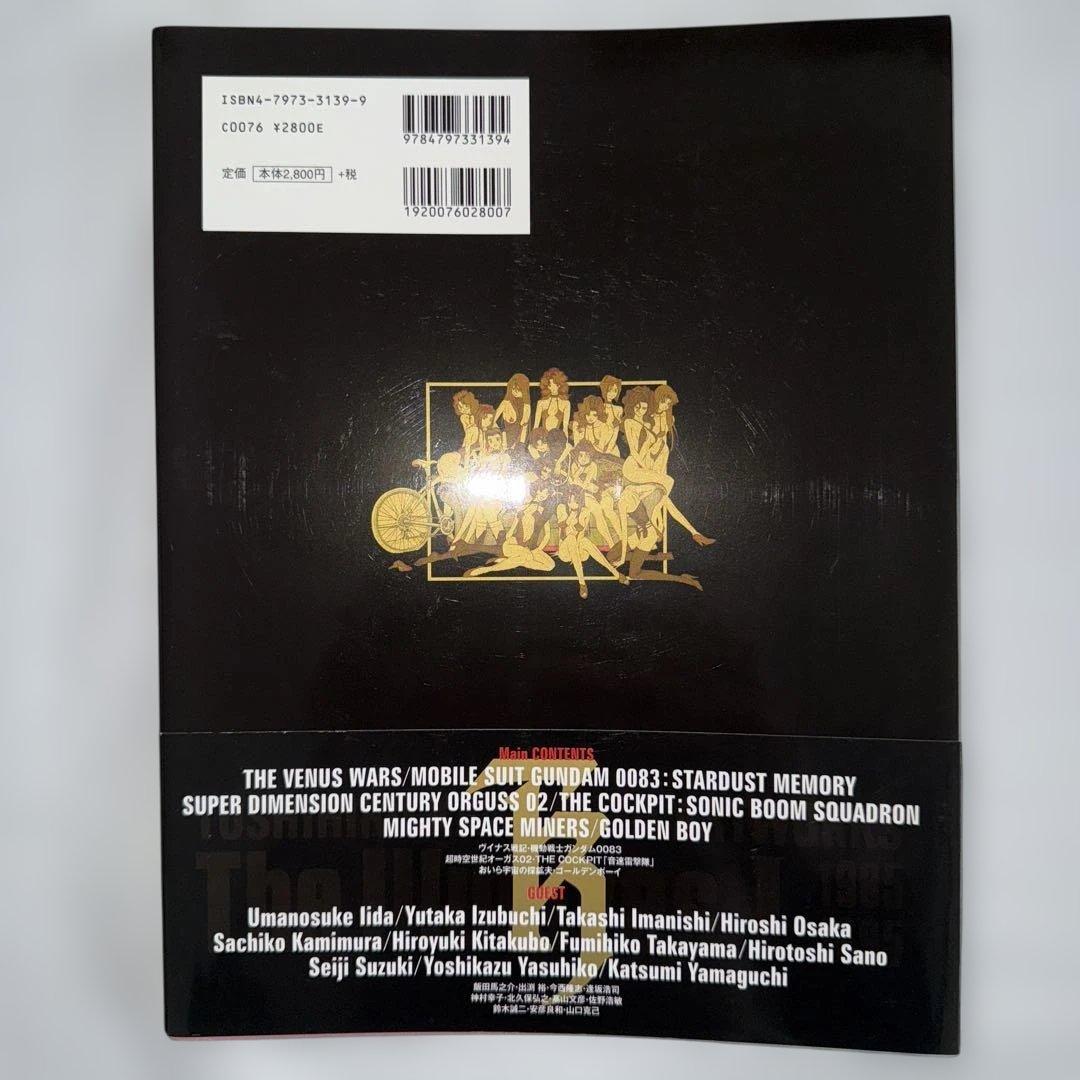 ISBN4-7973-3139-9
C0076 ¥2800E
定価 本体2,800円 +税
9784797331394
1920076028007
Main CONTENTS
THE VENUS WARS/MOBILE SUIT GUNDAM 0083:STARDUST MEMORY
SUPER DIMENSION CENTURY ORGUSS 02/THE COCKPIT:SONIC BOOM SQUADRON
MIGHTY SPACE MINERS/GOLDEN BOY
ヴイナス戦記・機動戦士ガンダム0083
超時空世紀オーガス02・THE COCKPIT「音速雷撃隊」
おいら宇宙の探鉱夫・ゴールデンボーイ
GUEST
Umanosuke Iida/Yutaka Izubuchi/Takashi Imanishi/Hiroshi Osaka
Sachiko Kamimura/Hiroyuki Kitakubo/Fumihiko Takayama/Hirotoshi Sano
Seiji Suzuki/Yoshikazu Yasuhiko/Katsumi Yamaguchi
飯田馬之介・出渕 裕・今西隆志・逢坂浩司
神村幸子・北久保弘之・高山文彦・佐野浩敏
鈴木誠二・安彦良和・山口克己